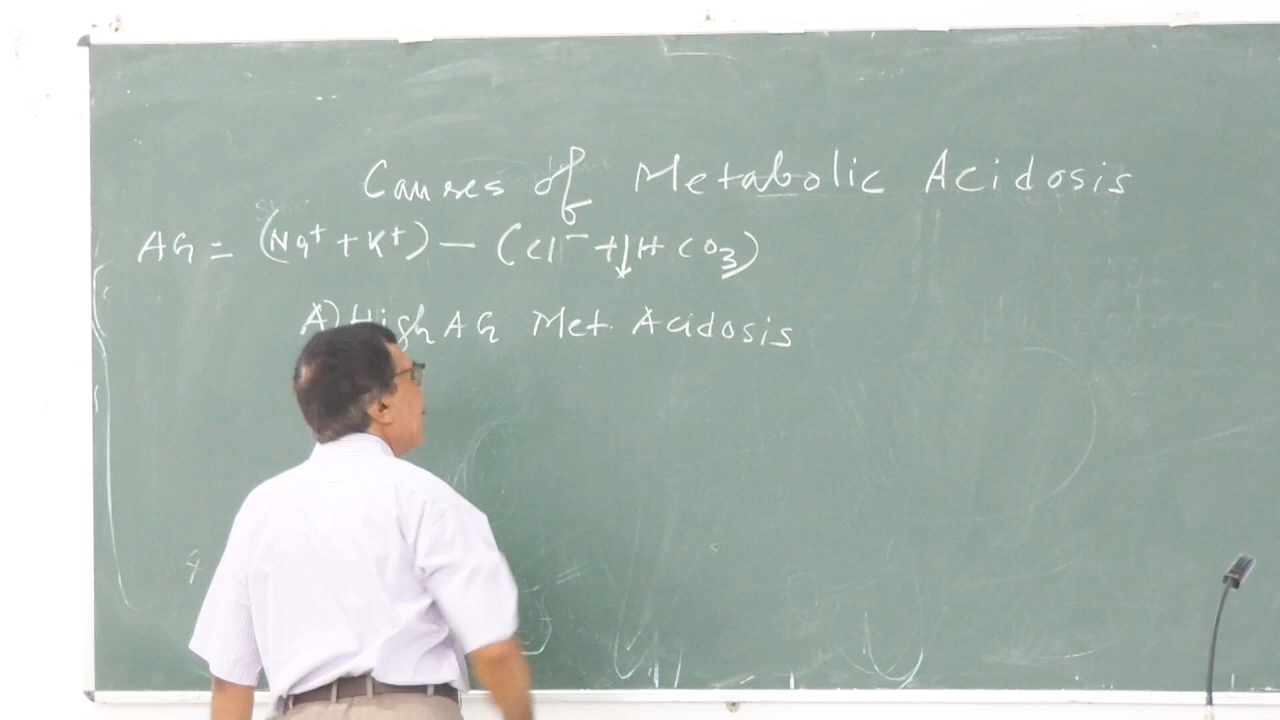 Causes of Metabolic Acidosis
AG = (Na⁺ + K⁺) − (Cl⁻ + ↓HCO₃)
A) High AG Met. Acidosis